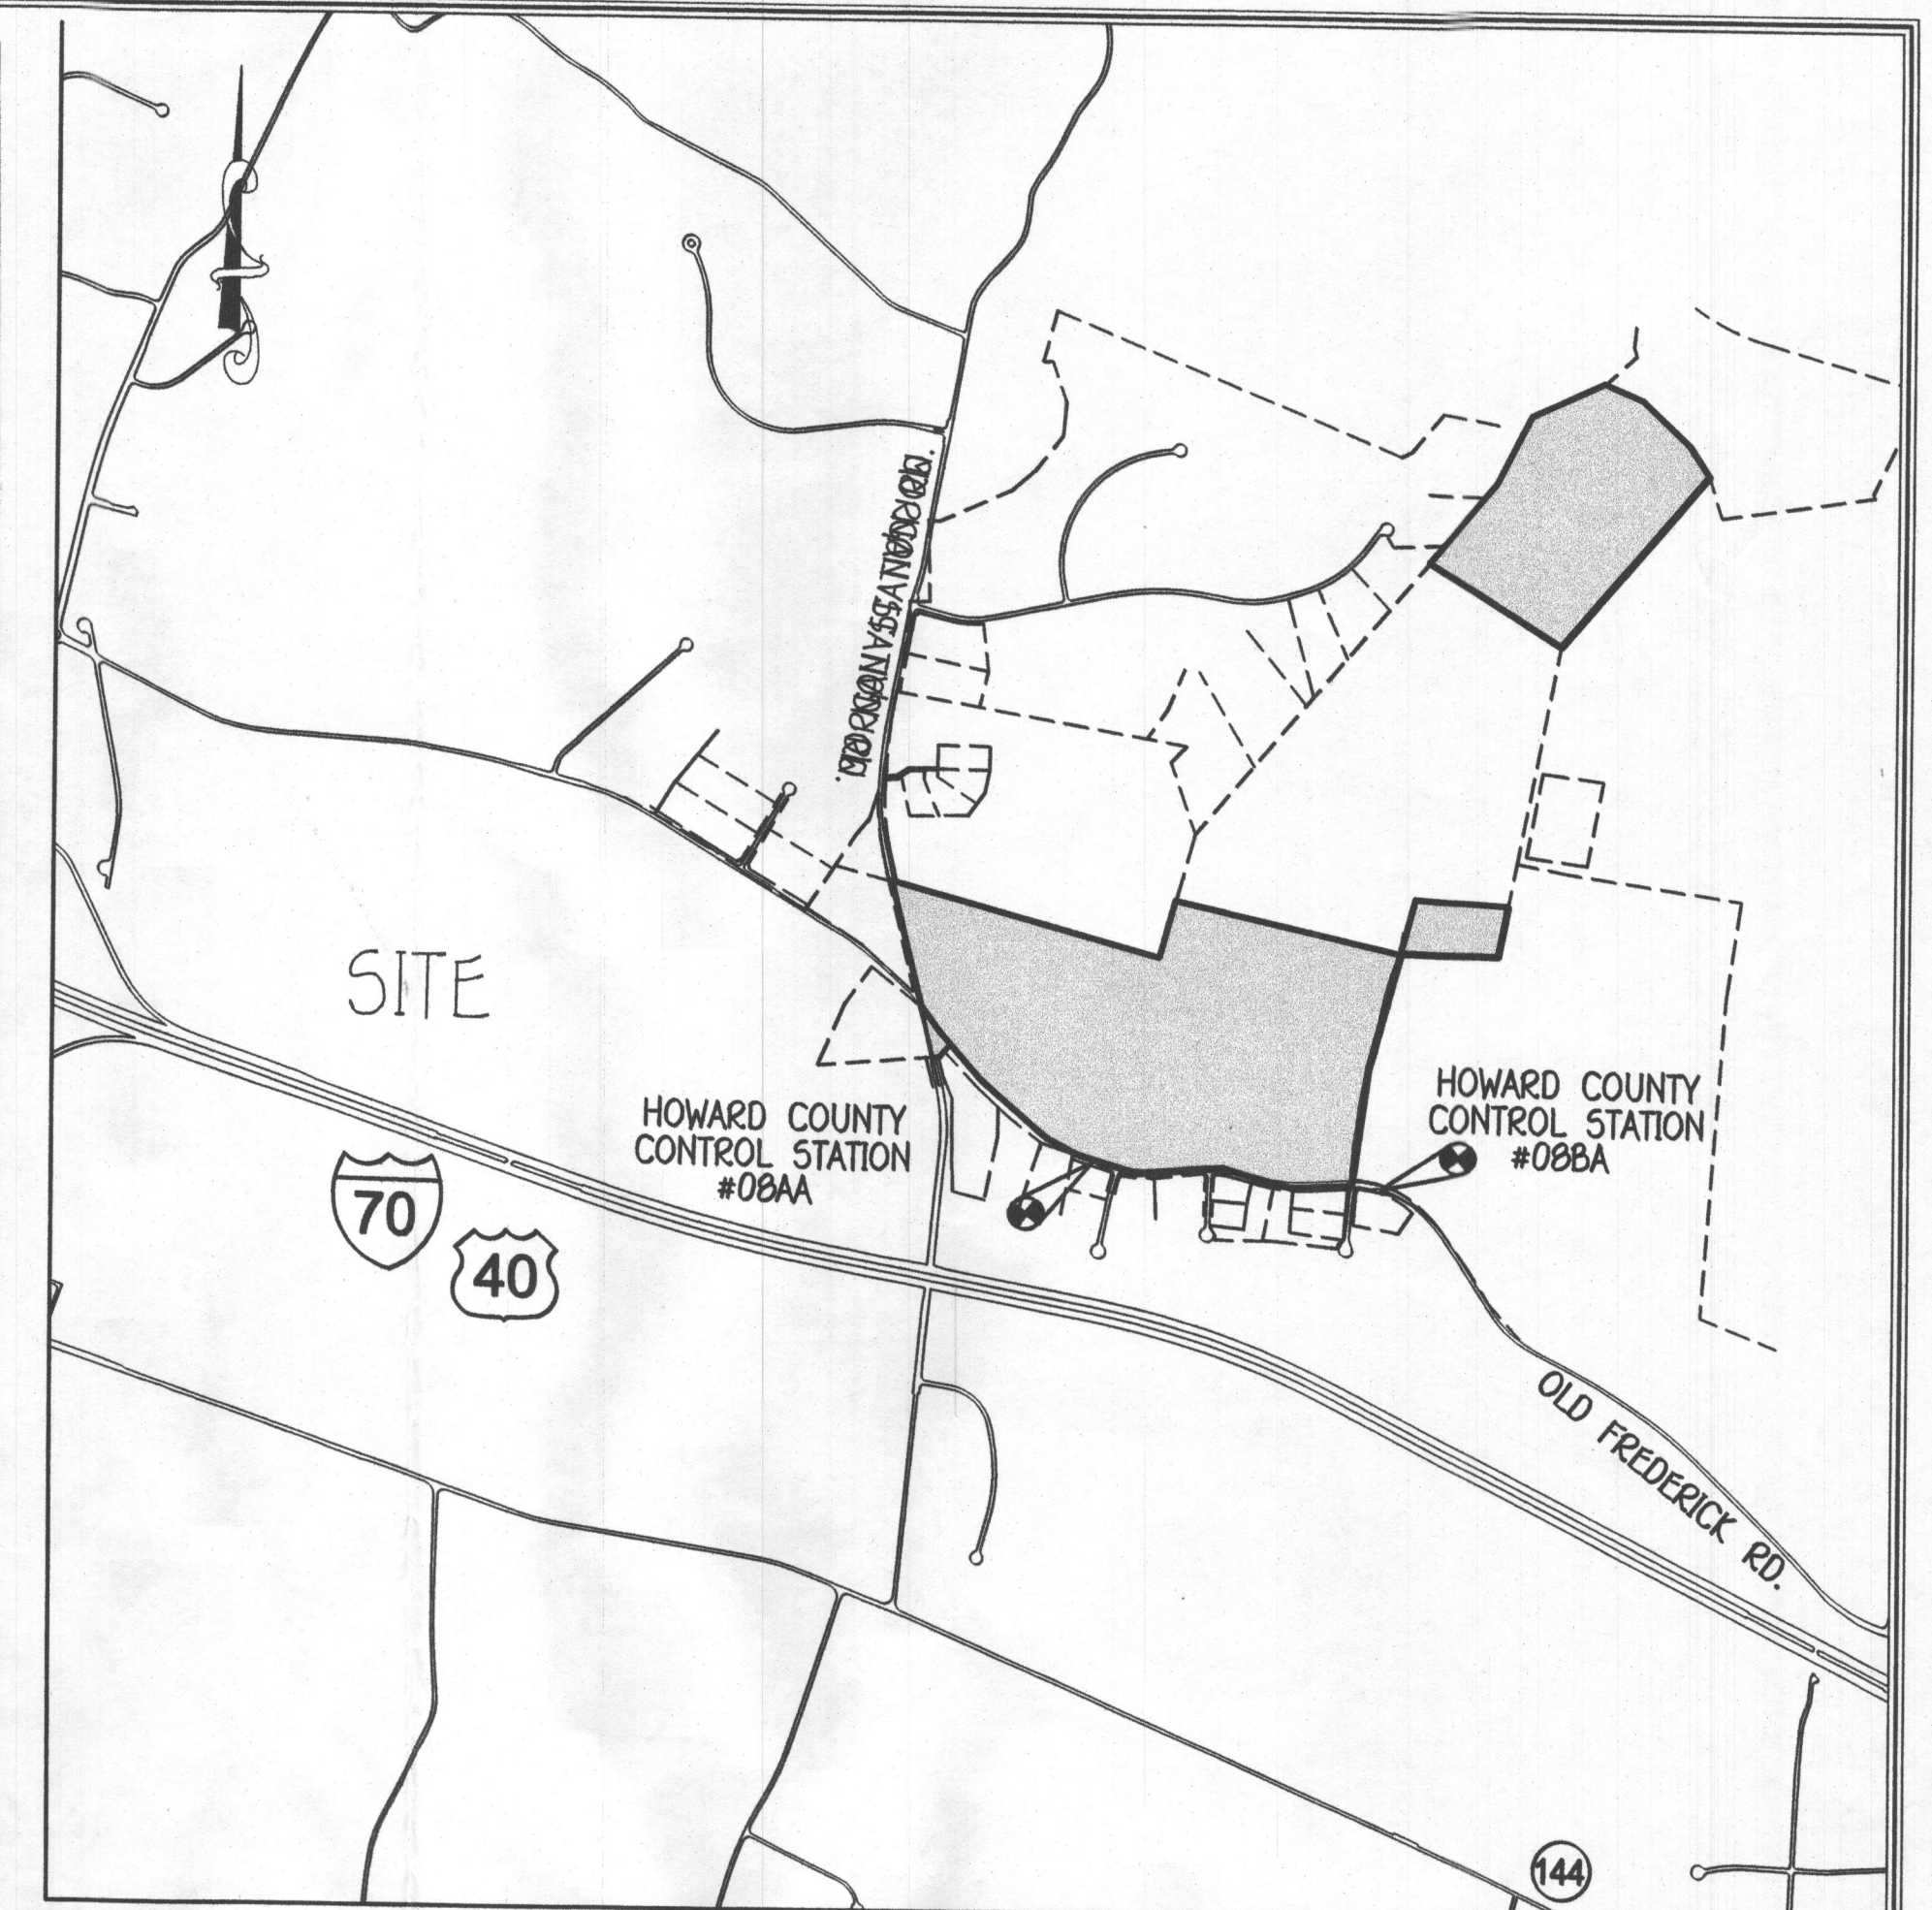 SITE
HOWARD COUNTY
CONTROL STATION
#08AA
HOWARD COUNTY
CONTROL STATION
#08BA
70
40
OLD FREDERICK RD.
144